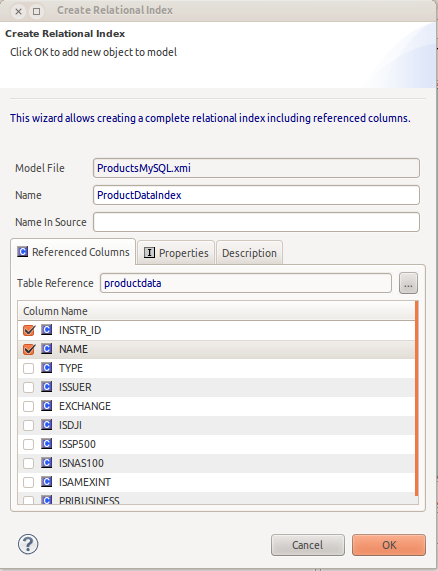 Create Relational Index
Create Relational Index
Click OK to add new object to model
This wizard allows creating a complete relational index including referenced columns.
Model File ProductsMySQL.xmi
Name ProductDataIndex
Name In Source
C Referenced Columns I Properties Description
Table Reference productdata ...
Column Name
C INSTR_ID
C NAME
C TYPE
C ISSUER
C EXCHANGE
C ISDJI
C ISSP500
C ISNAS100
C ISAMEXINT
C PRIBUSINESS
? Cancel OK